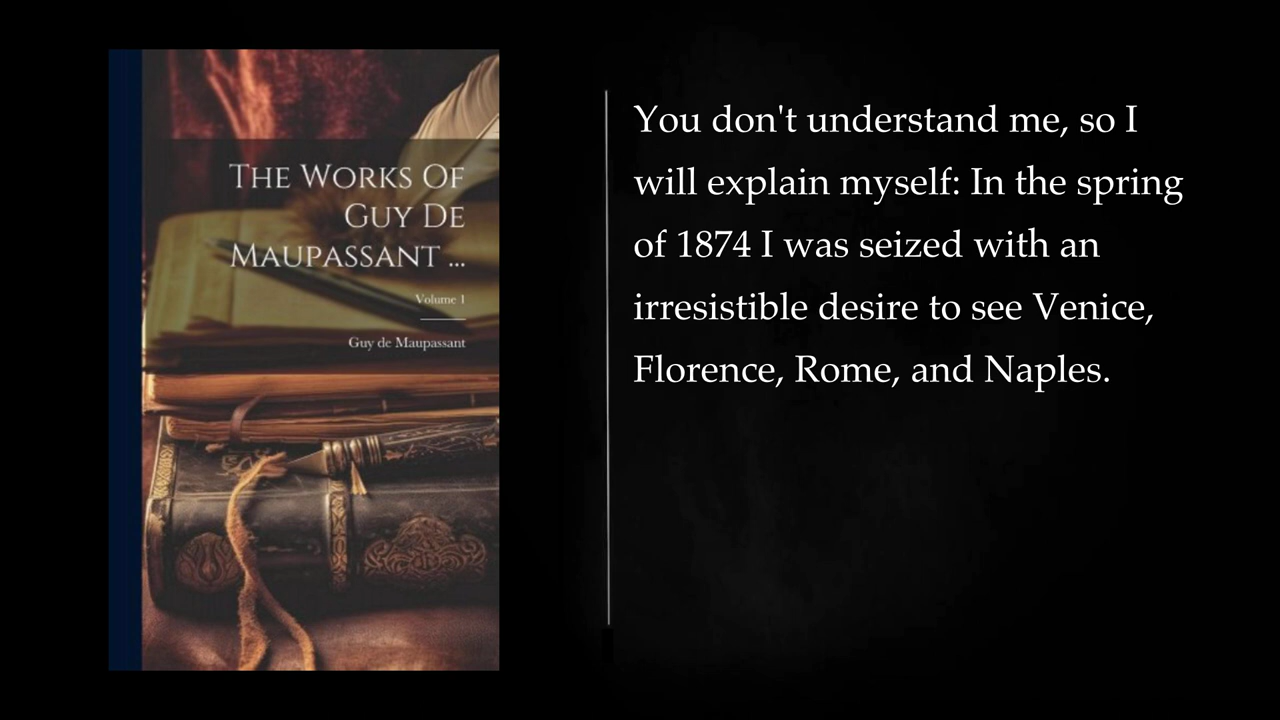 The Works Of
Guy De
Maupassant ...
Volume 1
Guy de Maupassant
You don't understand me, so I
will explain myself: In the spring
of 1874 I was seized with an
irresistible desire to see Venice,
Florence, Rome, and Naples.